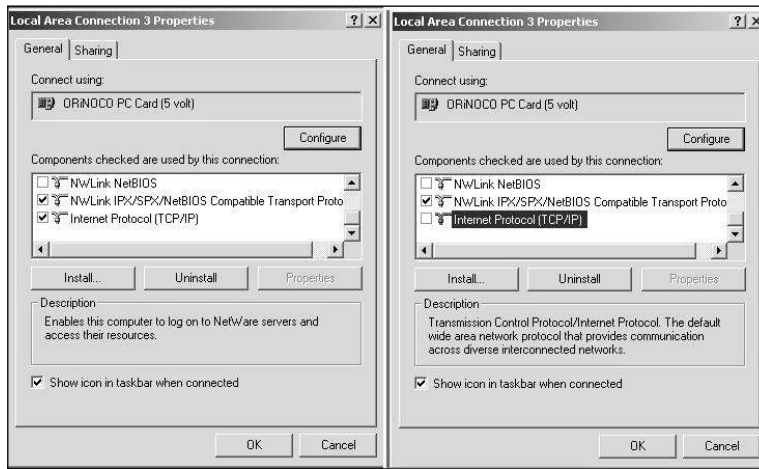 Local Area Connection 3 Properties
General
Sharing
Connect using:
ORiNOCO PC Card (5 volt)
Configure
Components checked are used by this connection:
NWLink NetBIOS
NWLink IPX/SPX/NetBIOS Compatible Transport Proto
Internet Protocol (TCP/IP)
Install...
Uninstall
Properties
Description
Enables this computer to log on to NetWare servers and
access their resources.
Show icon in taskbar when connected
OK
Cancel
Local Area Connection 3 Properties
General
Sharing
Connect using:
ORiNOCO PC Card (5 volt)
Configure
Components checked are used by this connection:
NWLink NetBIOS
NWLink IPX/SPX/NetBIOS Compatible Transport Proto
Internet Protocol (TCP/IP)
Install...
Uninstall
Properties
Description
Transmission Control Protocol/Internet Protocol. The default
wide area network protocol that provides communication
across diverse interconnected networks.
Show icon in taskbar when connected
OK
Cancel